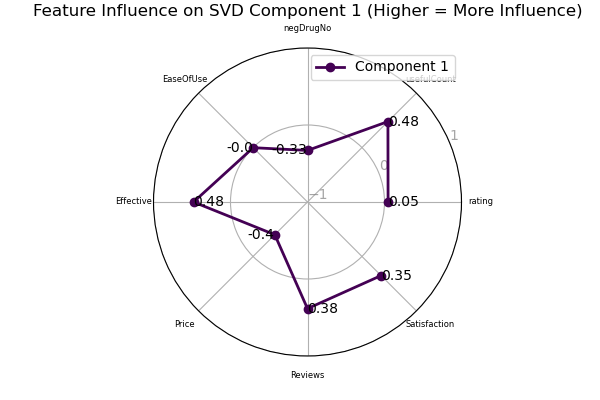 Feature Influence on SVD Component 1 (Higher = More Influence)
negDrugNo
Component 1
EaseOfUse
usefulCount
1
0.48
-0.0
-0.33
0
−1
Effective
0.48
0.05
rating
-0.4
0.35
Price
0.38
Satisfaction
Reviews